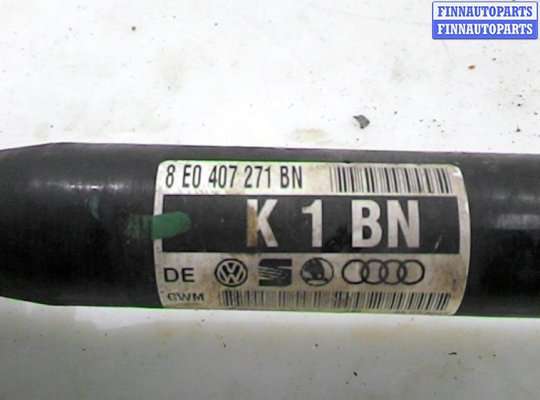 FINNAUTOPARTS
FINNAUTOPARTS
8 E0 407 271 BN
K 1 BN
DE
GWM